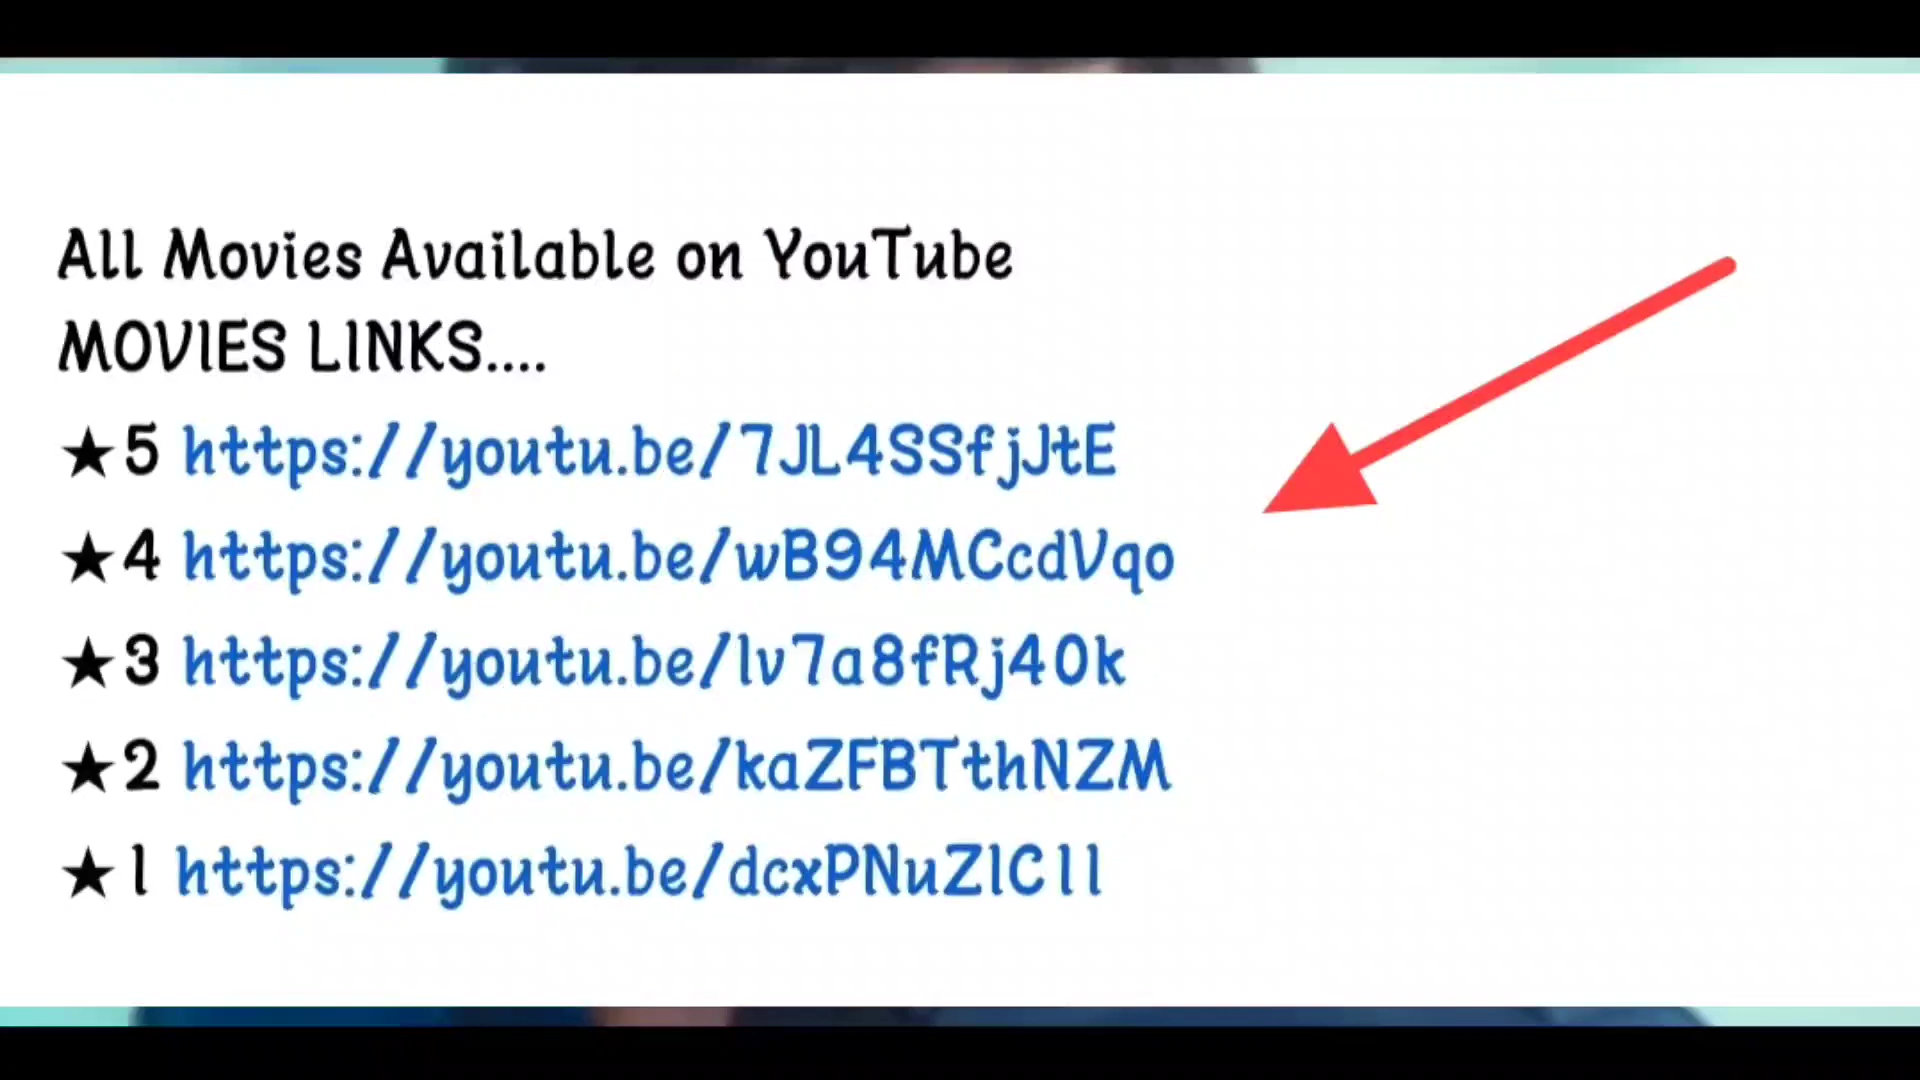 All Movies Available on YouTube
MOVIES LINKS....
★5 https://youtu.be/7JL4SSfjJtE
★4 https://youtu.be/wB94MCcdVqo
★3 https://youtu.be/lv7a8fRj40k
★2 https://youtu.be/kaZFBTthNZM
★1 https://youtu.be/dcxPNuZlC1l